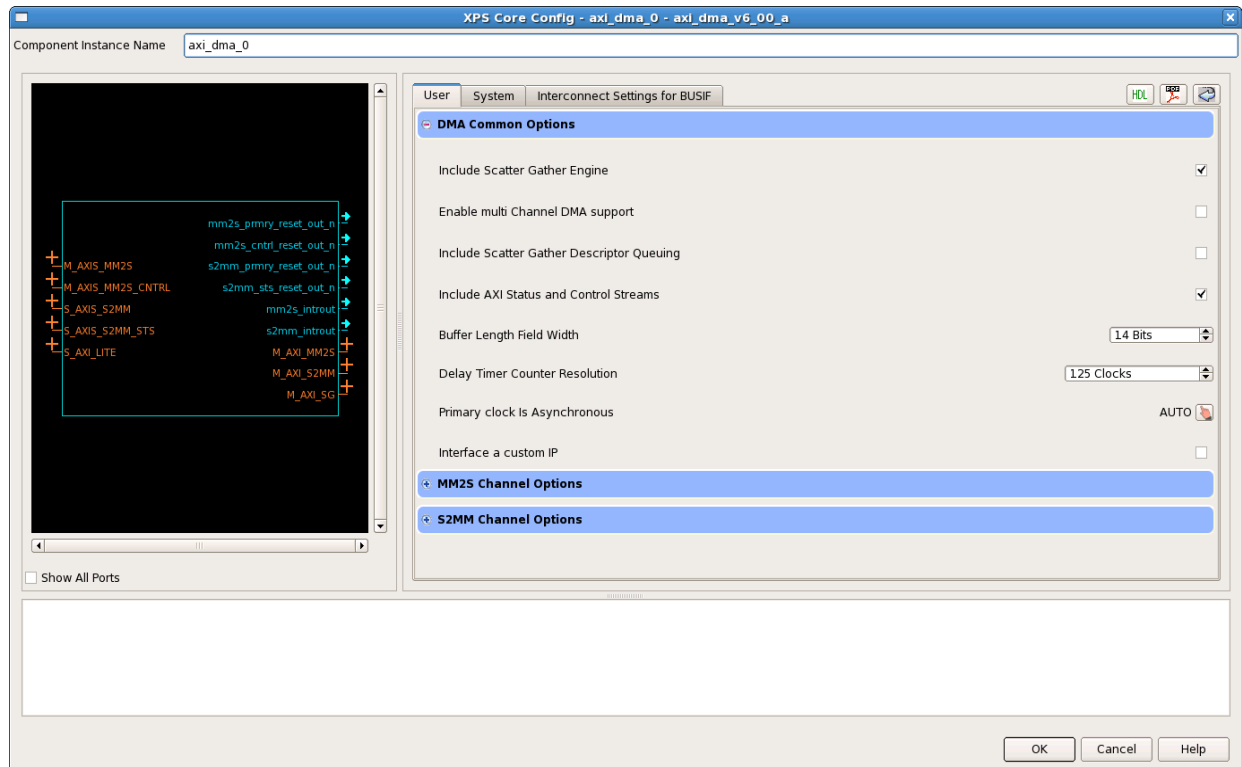 XPS Core Config - axi_dma_0 - axi_dma_v6_00_a
Component Instance Name axi_dma_0
mm2s_prmry_reset_out_n
mm2s_cntrl_reset_out_n
M_AXIS_MM2S s2mm_prmry_reset_out_n
M_AXIS_MM2S_CNTRL s2mm_sts_reset_out_n
S_AXIS_S2MM mm2s_introut
S_AXIS_S2MM_STS s2mm_introut
S_AXI_LITE M_AXI_MM2S
M_AXI_S2MM
M_AXI_SG
Show All Ports
User System Interconnect Settings for BUSIF HDL PDF
DMA Common Options
Include Scatter Gather Engine
Enable multi Channel DMA support
Include Scatter Gather Descriptor Queuing
Include AXI Status and Control Streams
Buffer Length Field Width 14 Bits
Delay Timer Counter Resolution 125 Clocks
Primary clock Is Asynchronous AUTO
Interface a custom IP
MM2S Channel Options
S2MM Channel Options
OK Cancel Help